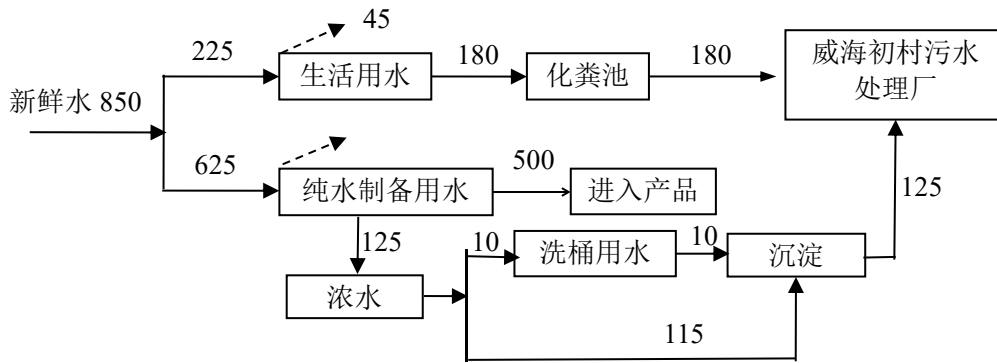 45
225
生活用水
180
化粪池
180
威海初村污水
处理厂
新鲜水 850
625
纯水制备用水
500
进入产品
125
125
浓水
10
洗桶用水
10
沉淀
115